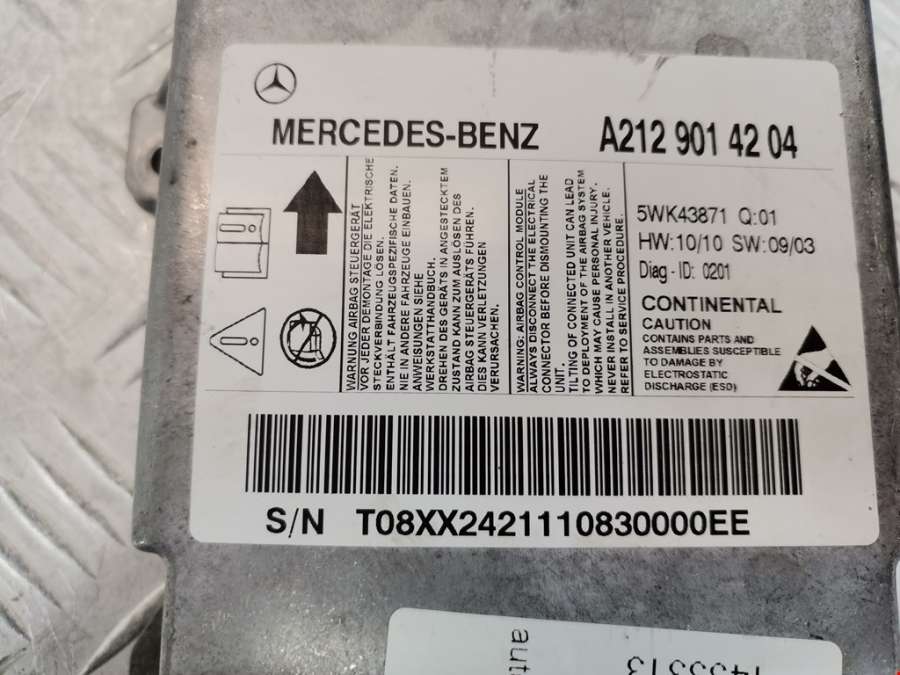 MERCEDES-BENZ
A212 901 42 04
WARNUNG AIRBAG STEUERGERÄT
VOR JEDER DEMONTAGE DIE ELEKTRISCHE
STECKVERBINDUNG LÖSEN.
ENTHÄLT FAHRZEUGSPEZIFISCHE DATEN.
NIE IN ANDERE FAHRZEUGE EINBAUEN.
ANWEISUNGEN SIEHE
WERKSTATTHANDBUCH.
DREHEN DES GERÄTS IN ANGESTECKTEM
ZUSTAND KANN ZUM AUSLÖSEN DES
AIRBAG STEUERGERÄTS FÜHREN.
DIES KANN VERLETZUNGEN
VERURSACHEN.
WARNING: AIRBAG CONTROL MODULE
ALWAYS DISCONNECT THE ELECTRICAL
CONNECTOR BEFORE DISMOUNTING THE
UNIT.
TILTING OF CONNECTED UNIT CAN LEAD
TO DEPLOYMENT OF THE AIRBAG SYSTEM
WHICH MAY CAUSE PERSONAL INJURY.
NEVER INSTALL IN ANOTHER VEHICLE.
REFER TO SERVICE PROCEDURE.
5WK43871 Q:01
HW:10/10 SW:09/03
Diag-ID: 0201
CONTINENTAL
CAUTION
CONTAINS PARTS AND
ASSEMBLIES SUSCEPTIBLE
TO DAMAGE BY
ELECTROSTATIC
DISCHARGE (ESD)
S/N T08XX2421110830000EE